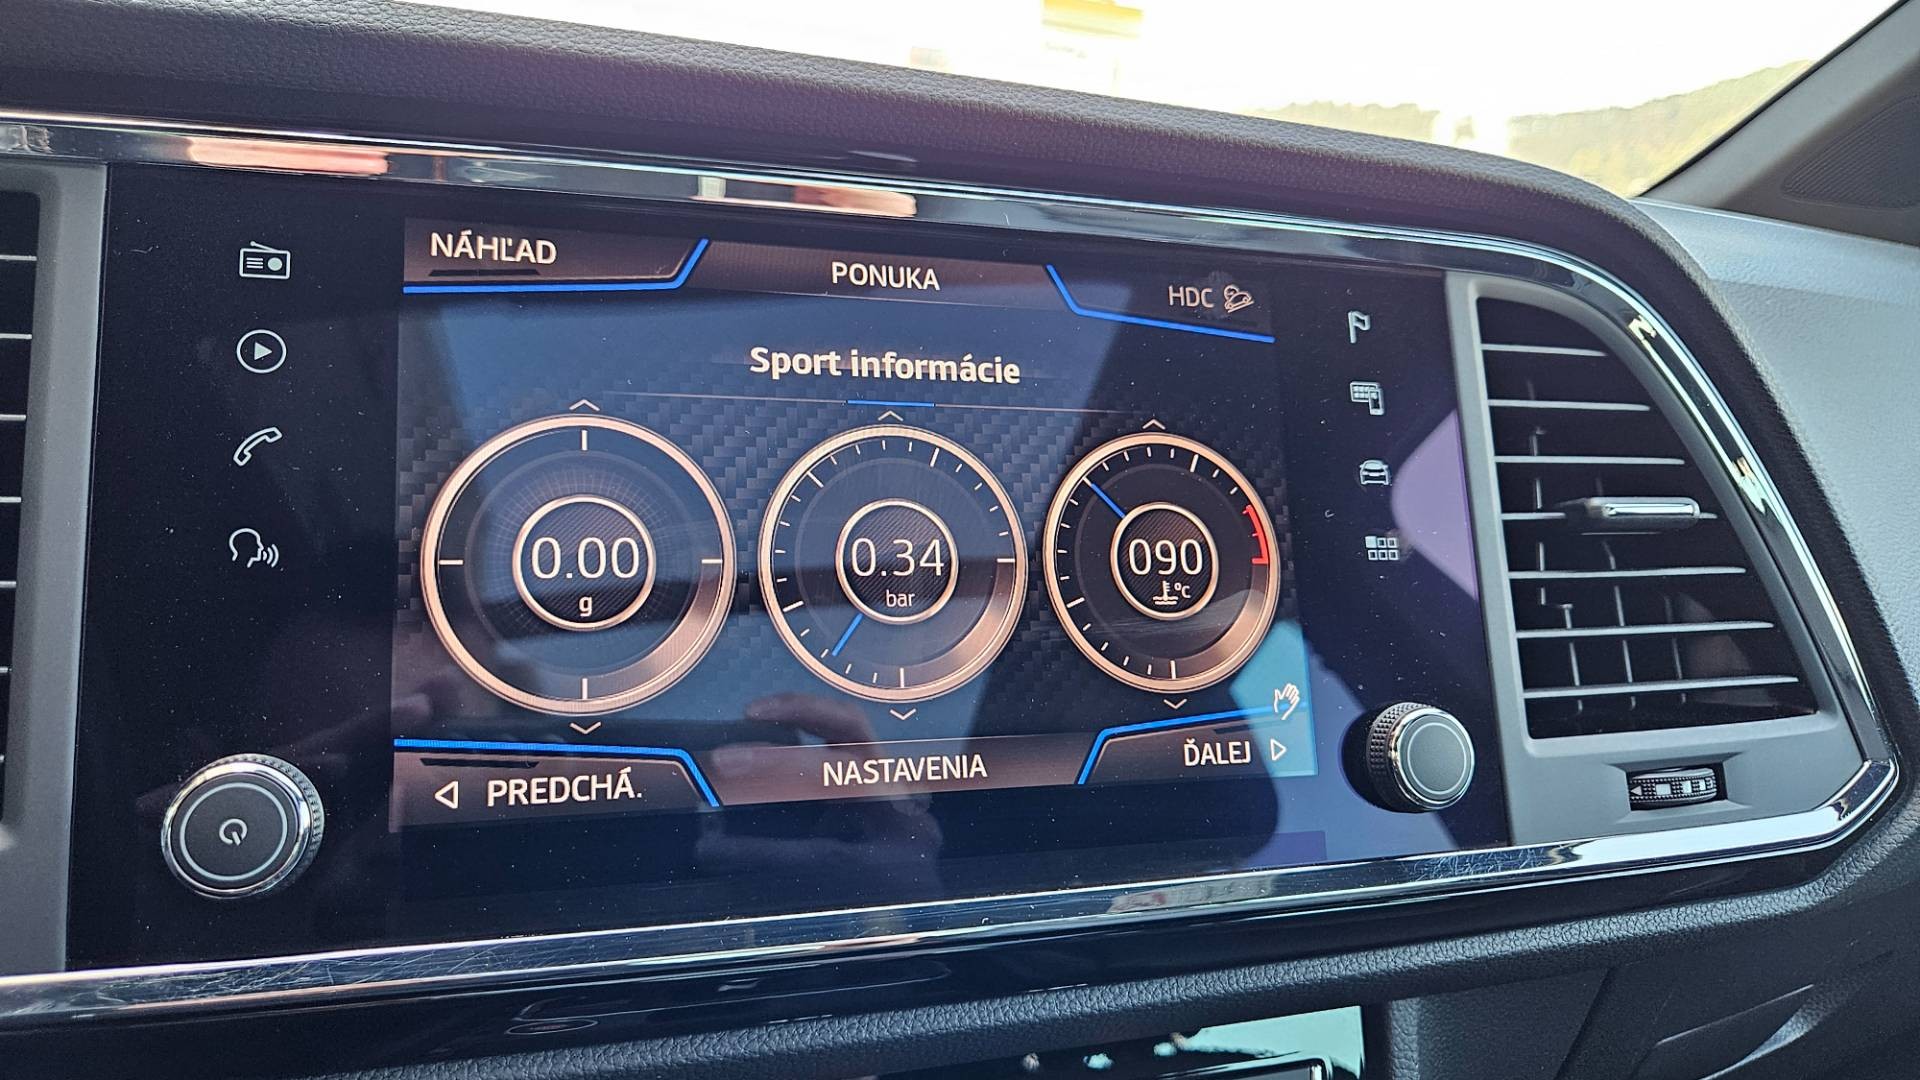 NÁHĽAD
PONUKA
HDC
Sport informácie
0.00
g
0.34
bar
090
°C
PREDCHÁ.
NASTAVENIA
ĎALEJ